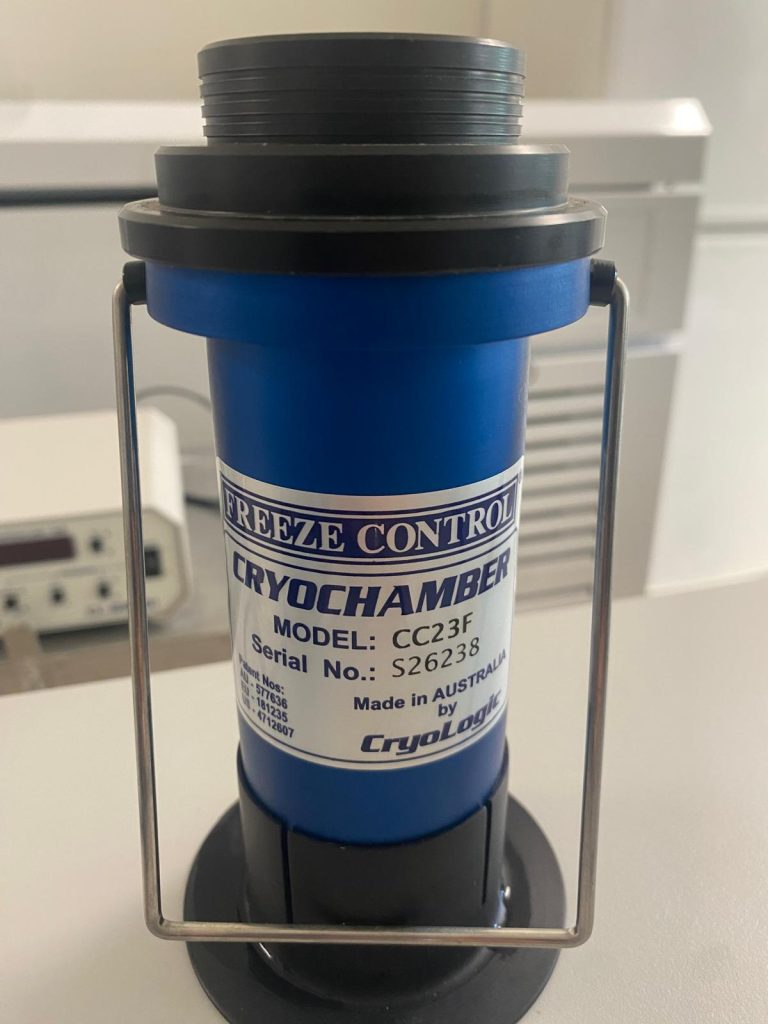 FREEZE CONTROL
CRYOCHAMBER
MODEL: CC23F
Serial No.: S26238
Patent Nos:
AU - 577636
EU - 181235
US - 4712607
Made in AUSTRALIA
by
CryoLogic